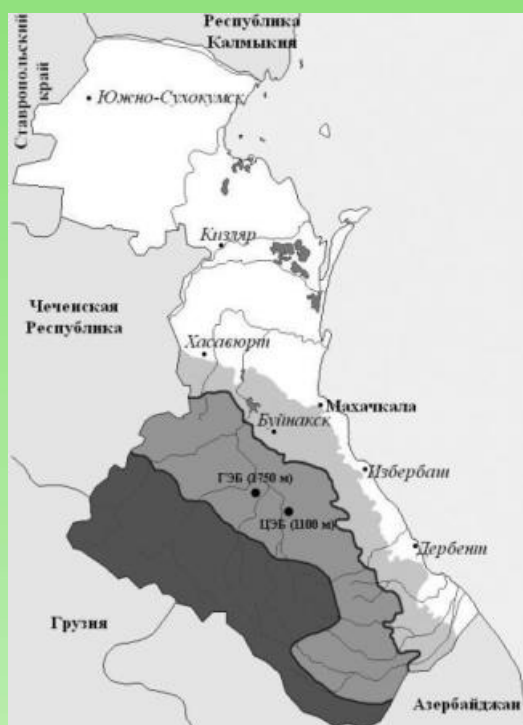 Республика
Калмыкия
Ставропольский
край
Южно-Сухокумск
Кизляр
Чеченская
Республика
Хасавюрт
Махачкала
Буйнакск
Избербаш
ГЭБ (1750 м)
ЦЭБ (1100 м)
Дербент
Грузия
Азербайджан